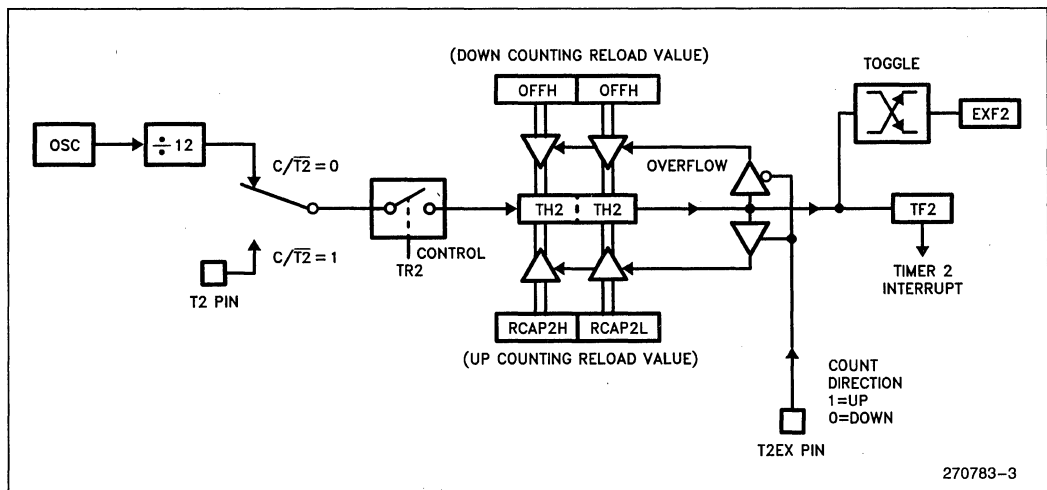 (DOWN COUNTING RELOAD VALUE)
OFFH OFFH
TOGGLE
EXF2
OSC
÷ 12
C/T2̅ = 0
OVERFLOW
TH2 TH2
TF2
CONTROL
TR2
C/T2̅ = 1
T2 PIN
TIMER 2
INTERRUPT
RCAP2H RCAP2L
(UP COUNTING RELOAD VALUE)
COUNT
DIRECTION
1=UP
0=DOWN
T2EX PIN
270783-3